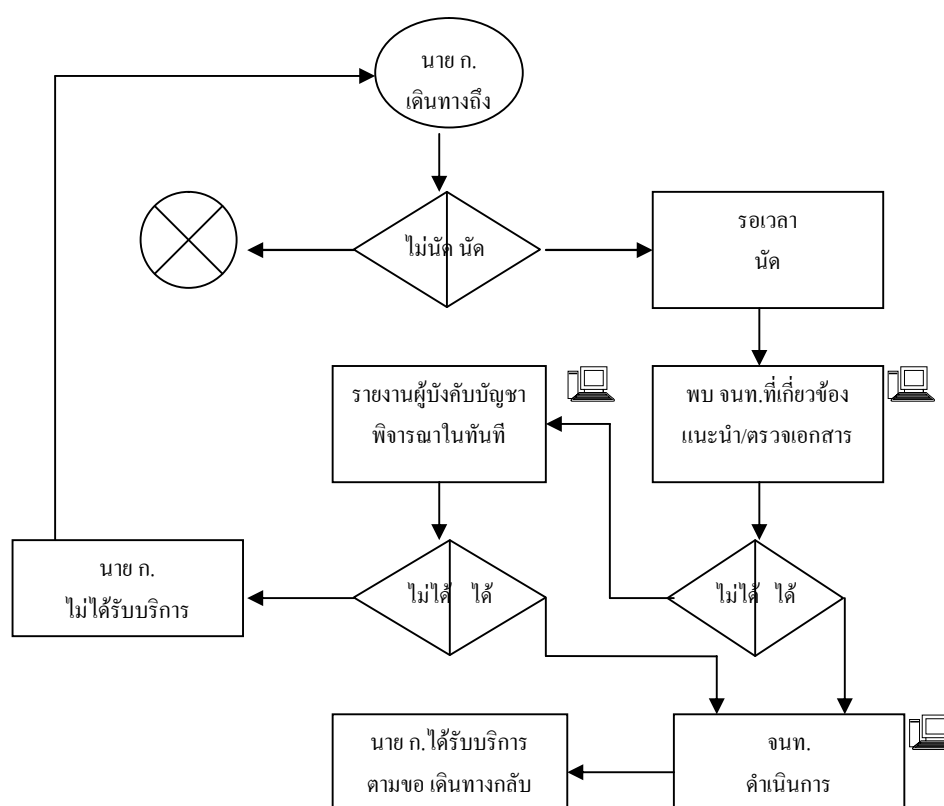 นาย ก.
เดินทางถึง
ไม่นัด นัด
รอเวลา
นัด
รายงานผู้บังคับบัญชา
พิจารณาในทันที
พบ จนท.ที่เกี่ยวข้อง
แนะนำ/ตรวจเอกสาร
นาย ก.
ไม่ได้รับบริการ
ไม่ได้ ได้
ไม่ได้ ได้
นาย ก.ได้รับบริการ
ตามขอ เดินทางกลับ
จนท.
ดำเนินการ